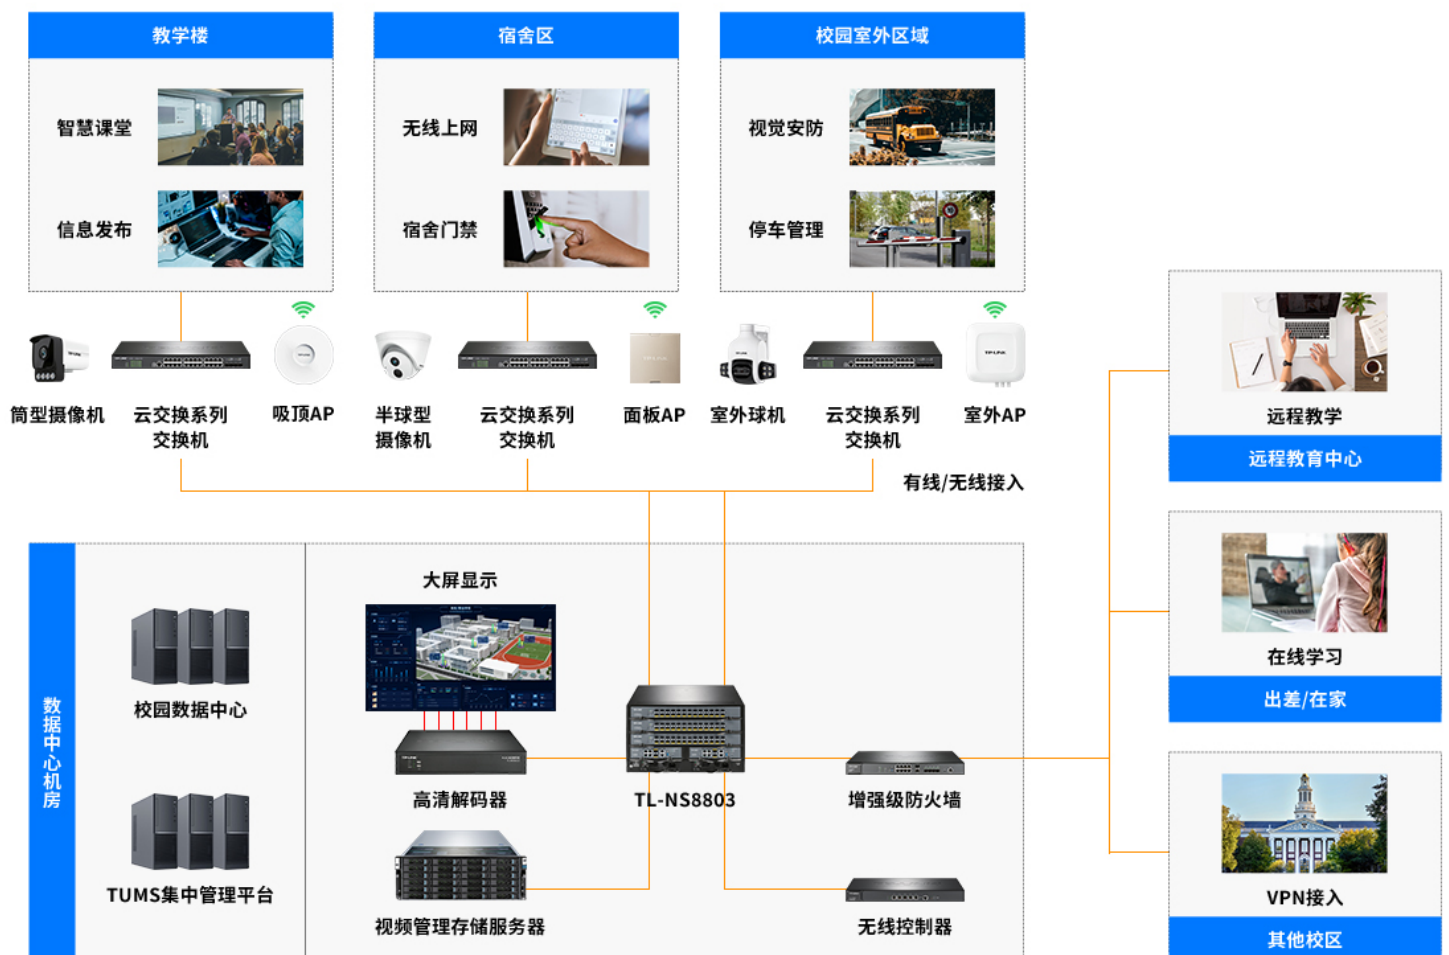 教学楼
智慧课堂
信息发布
宿舍区
无线上网
宿舍门禁
校园室外区域
视觉安防
停车管理
筒型摄像机
云交换系列
交换机
吸顶AP
半球型
摄像机
云交换系列
交换机
面板AP
室外球机
云交换系列
交换机
TP-LINK
室外AP
有线/无线接入
远程教学
远程教育中心
在线学习
出差/在家
VPN接入
其他校区
数据中心机房
校园数据中心
TUMS集中管理平台
大屏显示
高清解码器
视频管理存储服务器
TL-NS8803
增强级防火墙
无线控制器